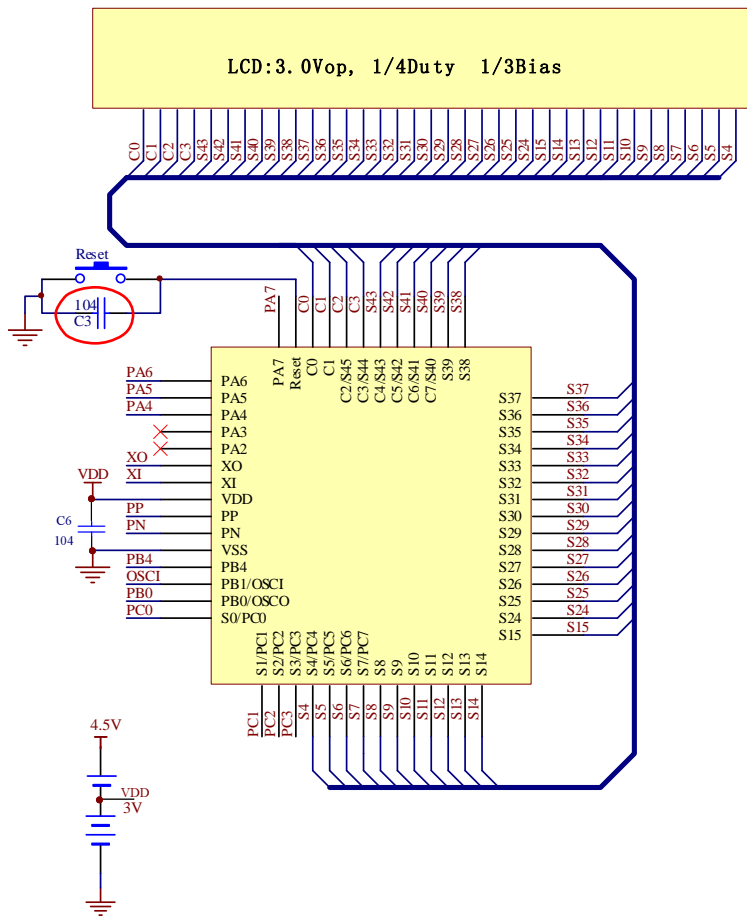 LCD:3.0Vop, 1/4Duty 1/3Bias
C0 C1 C2 C3 S43 S42 S41 S40 S39 S38 S37 S36 S35 S34 S33 S32 S31 S30 S29 S28 S27 S26 S25 S24 S15 S14 S13 S12 S11 S10 S9 S8 S7 S6 S5 S4
Reset
104
C3
PA7 C0 C1 C2 C3 S43 S42 S41 S40 S39 S38
PA7 Reset C0 C1 C2/S45 C3/S44 C4/S43 C5/S42 C6/S41 C7/S40 S39 S38
PA6 PA6
PA5 PA5
PA4 PA4
PA3
PA2
XO XO
XI XI
VDD VDD
PP PP
PN PN
VSS
PB4 PB4
OSCI PB1/OSCI
PB0 PB0/OSCO
PC0 S0/PC0
C6
104
S37 S37
S36 S36
S35 S35
S34 S34
S33 S33
S32 S32
S31 S31
S30 S30
S29 S29
S28 S28
S27 S27
S26 S26
S25 S25
S24 S24
S15 S15
S1/PC1 S2/PC2 S3/PC3 S4/PC4 S5/PC5 S6/PC6 S7/PC7 S8 S9 S10 S11 S12 S13 S14
PC1 PC2 PC3 S4 S5 S6 S7 S8 S9 S10 S11 S12 S13 S14
4.5V
VDD
3V